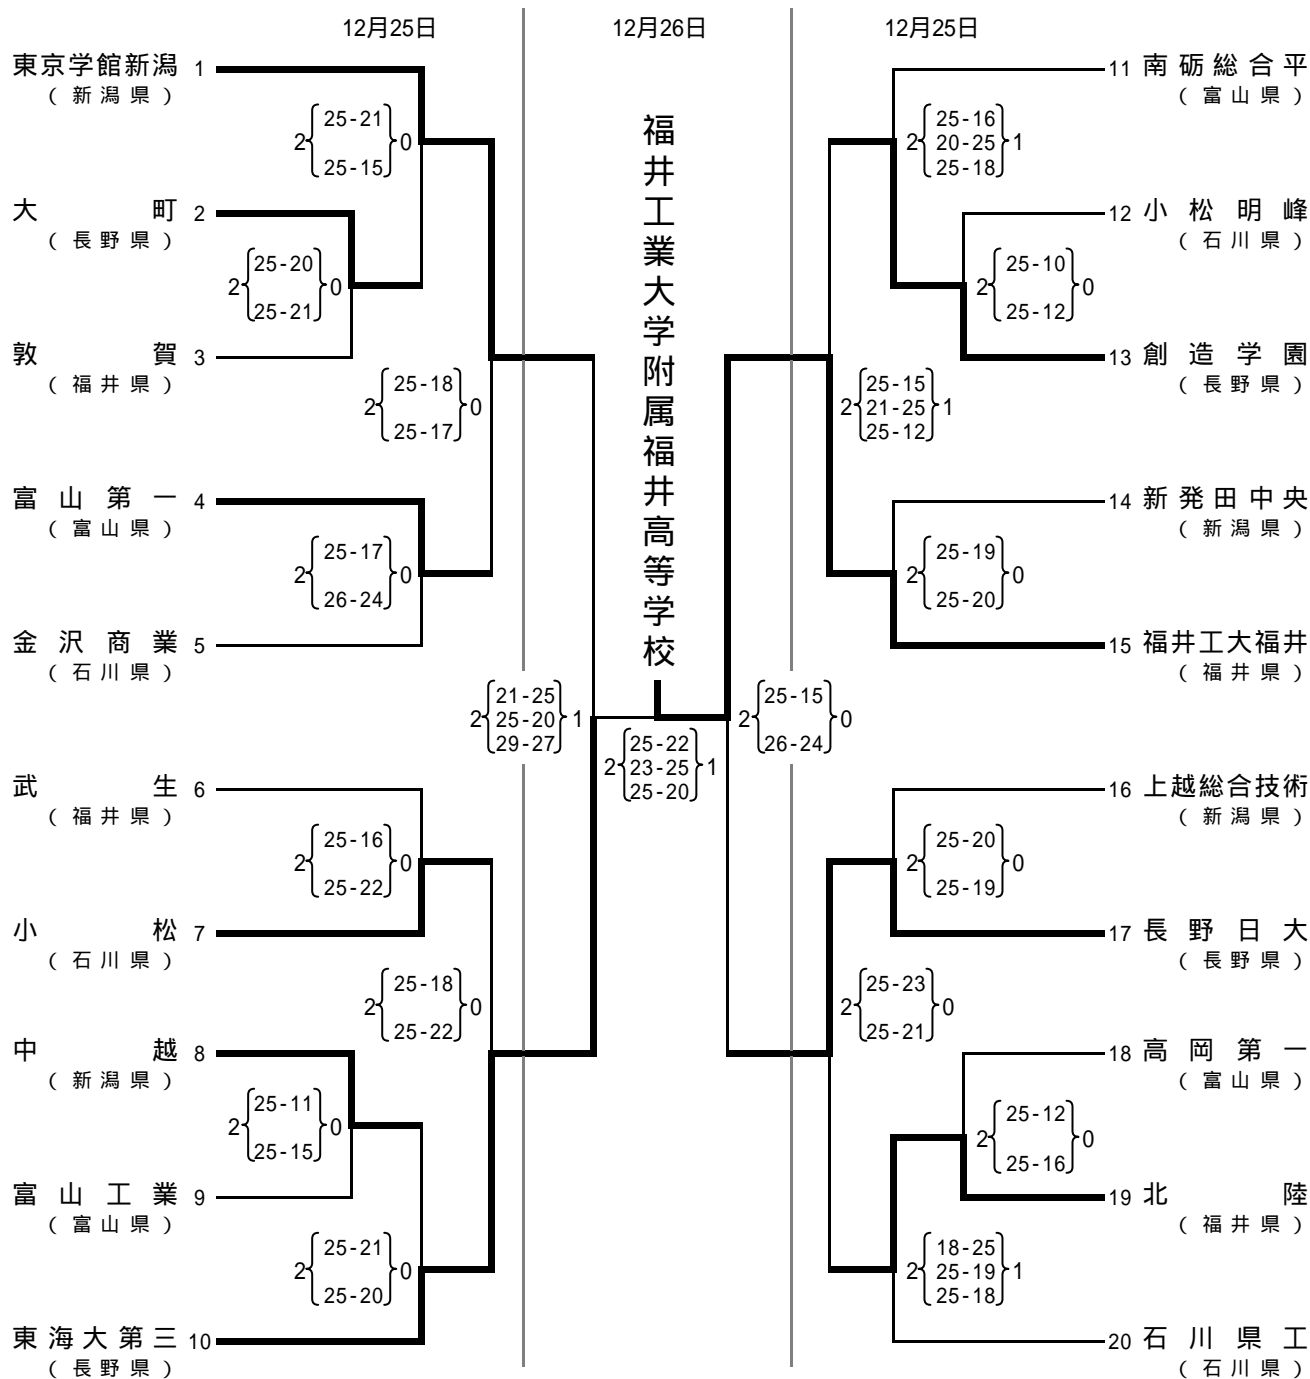 12月25日
12月26日
12月25日
福井工業大学附属福井高等学校
東京学館新潟 1
(新潟県)
2 25-21 0
25-15
大町 2
(長野県)
2 25-20 0
25-21
敦賀 3
(福井県)
2 25-18 0
25-17
富山第一 4
(富山県)
2 25-17 0
26-24
金沢商業 5
(石川県)
21-25
2 25-20 1
29-27
武生 6
(福井県)
2 25-16 0
25-22
小松 7
(石川県)
2 25-18 0
25-22
中越 8
(新潟県)
2 25-11 0
25-15
富山工業 9
(富山県)
2 25-21 0
25-20
東海大第三 10
(長野県)
25-22
2 23-25 1
25-20
11 南砺総合平
(富山県)
25-16
2 20-25 1
25-18
12 小松明峰
(石川県)
2 25-10 0
25-12
13 創造学園
(長野県)
25-15
2 21-25 1
25-12
14 新発田中央
(新潟県)
2 25-19 0
25-20
15 福井工大福井
(福井県)
2 25-15 0
26-24
16 上越総合技術
(新潟県)
2 25-20 0
25-19
17 長野日大
(長野県)
2 25-23 0
25-21
18 高岡第一
(富山県)
2 25-12 0
25-16
19 北陸
(福井県)
18-25
2 25-19 1
25-18
20 石川県工
(石川県)